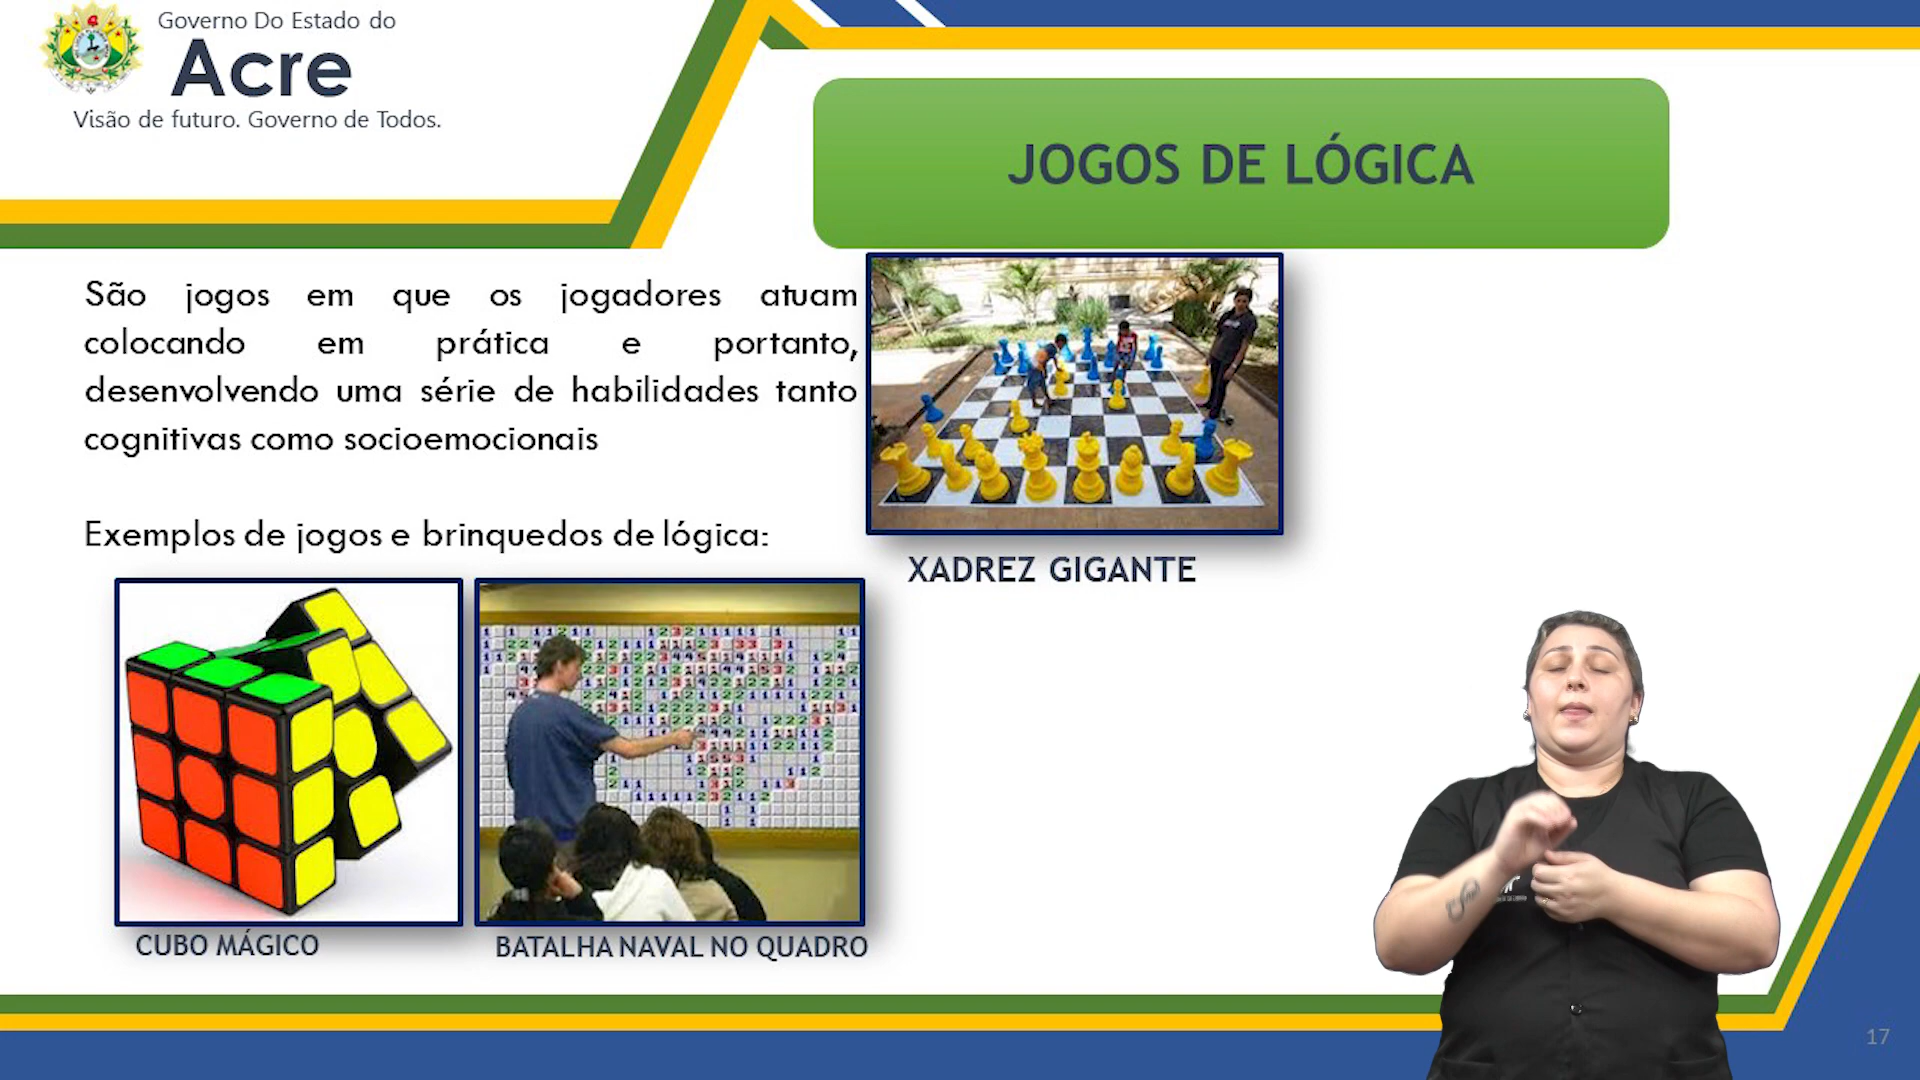 Governo Do Estado do
Acre
Visão de futuro. Governo de Todos.
JOGOS DE LÓGICA
São jogos em que os jogadores atuam
colocando em prática e portanto,
desenvolvendo uma série de habilidades tanto
cognitivas como socioemocionais
Exemplos de jogos e brinquedos de lógica:
XADREZ GIGANTE
CUBO MÁGICO
BATALHA NAVAL NO QUADRO
17